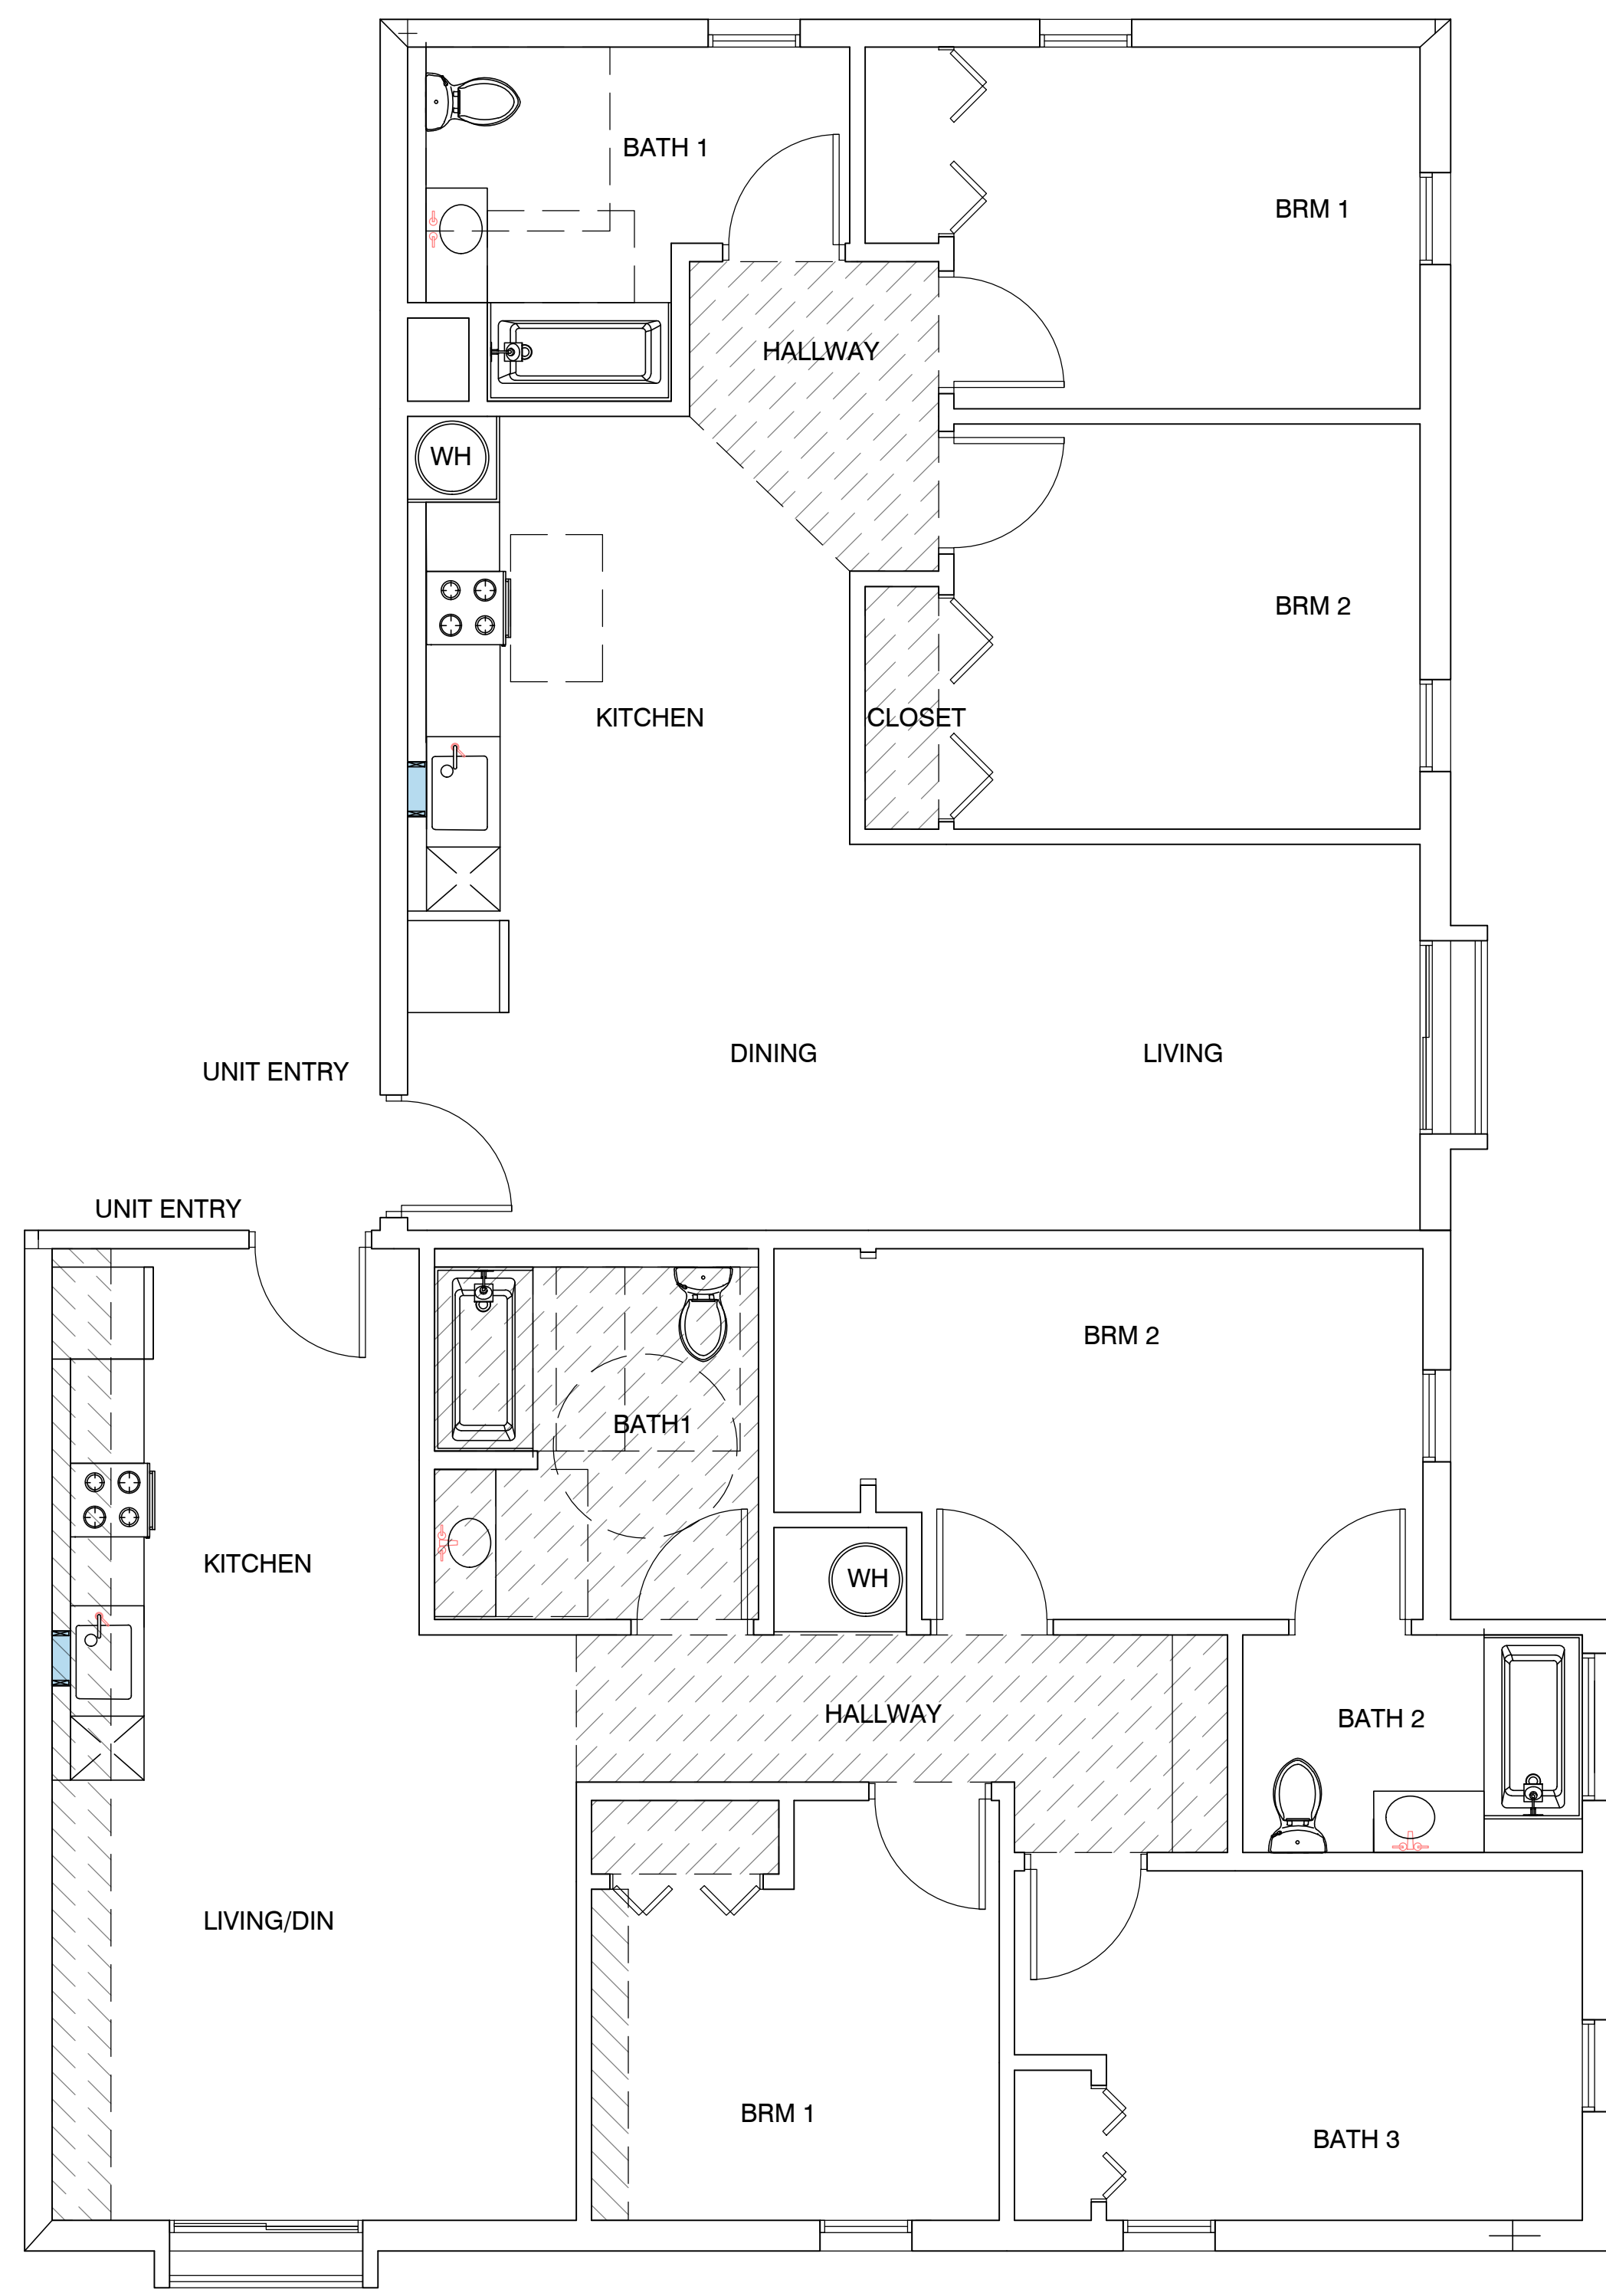 BATH 1
BRM 1
HALLWAY
WH
BRM 2
KITCHEN
CLOSET
DINING
LIVING
UNIT ENTRY
UNIT ENTRY
BRM 2
BATH1
KITCHEN
WH
HALLWAY
BATH 2
LIVING/DIN
BRM 1
BATH 3